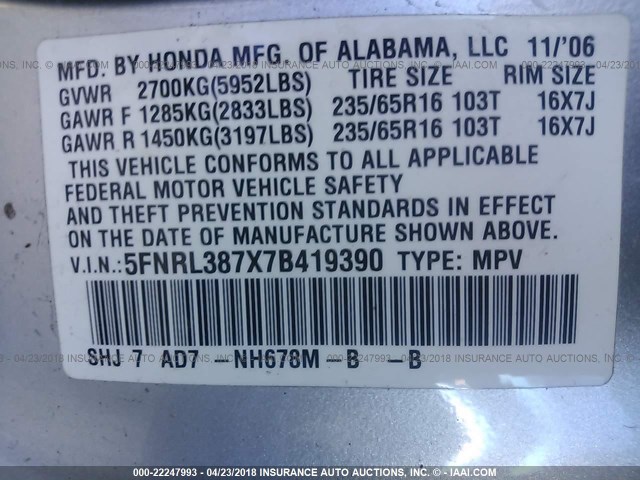 MFD. BY HONDA MFG. OF ALABAMA, LLC 11/'06
GVWR 2700KG(5952LBS) TIRE SIZE RIM SIZE
GAWR F 1285KG(2833LBS) 235/65R16 103T 16X7J
GAWR R 1450KG(3197LBS) 235/65R16 103T 16X7J
THIS VEHICLE CONFORMS TO ALL APPLICABLE
FEDERAL MOTOR VEHICLE SAFETY
AND THEFT PREVENTION STANDARDS IN EFFECT
ON THE DATE OF MANUFACTURE SHOWN ABOVE.
V.I.N.:5FNRL387X7B419390 TYPE: MPV
SHJ 7 AD7 -NH678M -B -B
000-22247993 - 04/23/2018 INSURANCE AUTO AUCTIONS - © - IAAI.COM